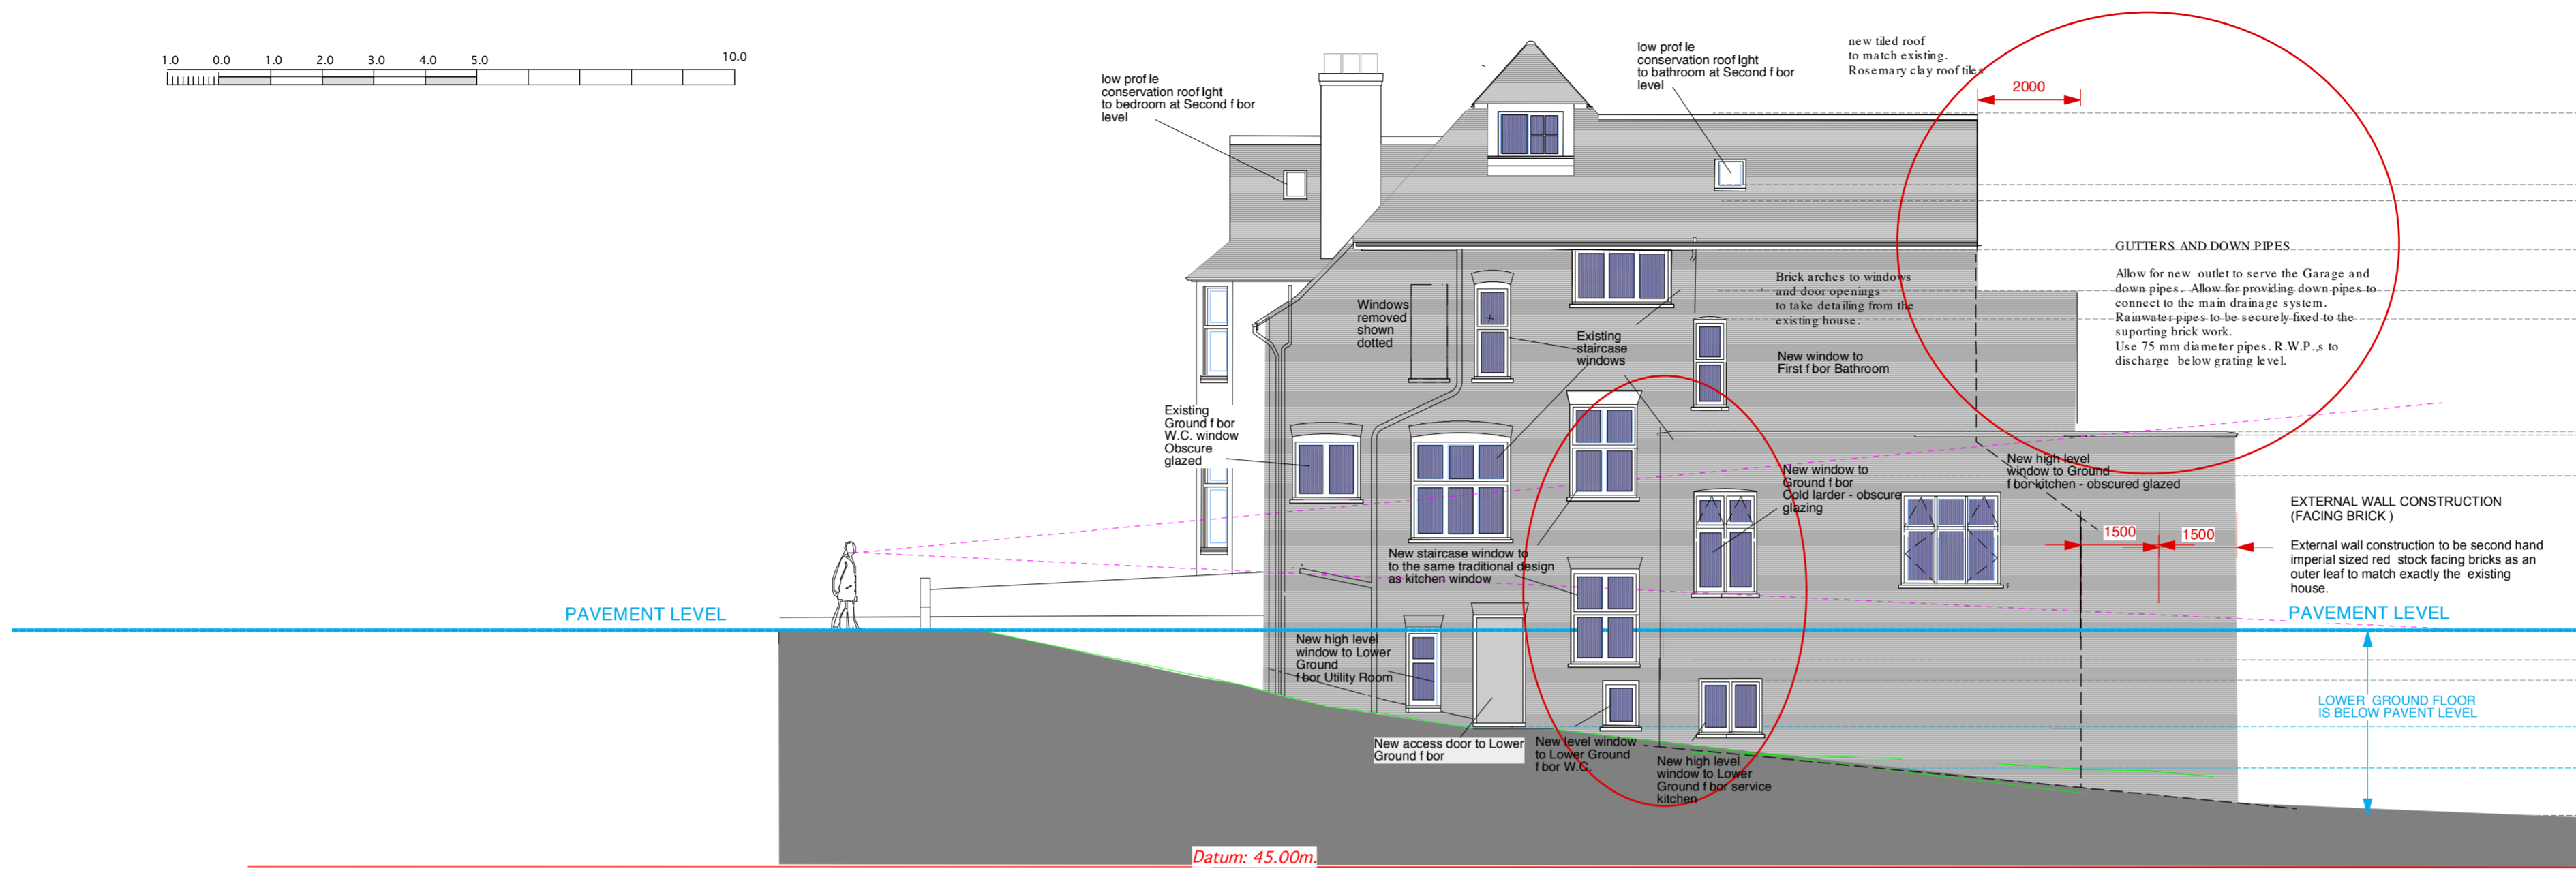 1.0 0.0 1.0 2.0 3.0 4.0 5.0 10.0
low prof le
conservation roof lght
to bedroom at Second f bor
level
low prof le
conservation roof lght
to bathroom at Second f bor
level
new tiled roof
to match existing.
Rosemary clay roof tiles
2000
GUTTERS AND DOWN PIPES
Allow for new outlet to serve the Garage and
down pipes. Allow for providing down pipes to
connect to the main drainage system.
Rainwater pipes to be securely fixed to the
suporting brick work.
Use 75 mm diameter pipes. R.W.P.,s to
discharge below grating level.
Brick arches to windows
and door openings
to take detailing from the
existing house.
Windows
removed
shown
dotted
Existing
staircase
windows
New window to
First f bor Bathroom
Existing
Ground f bor
W.C. window
Obscure
glazed
New window to
Ground f bor
Cold larder - obscure
glazing
New high level
window to Ground
f bor kitchen - obscured glazed
EXTERNAL WALL CONSTRUCTION
(FACING BRICK )
External wall construction to be second hand
imperial sized red stock facing bricks as an
outer leaf to match exactly the existing
house.
1500
1500
New staircase window to
to the same traditional design
as kitchen window
PAVEMENT LEVEL
PAVEMENT LEVEL
New high level
window to Lower
Ground
f bor Utility Room
LOWER GROUND FLOOR
IS BELOW PAVENT LEVEL
New access door to Lower
Ground f bor
New level window
to Lower Ground
f bor W.C.
New high level
window to Lower
Ground f bor service
kitchen
Datum: 45.00m.